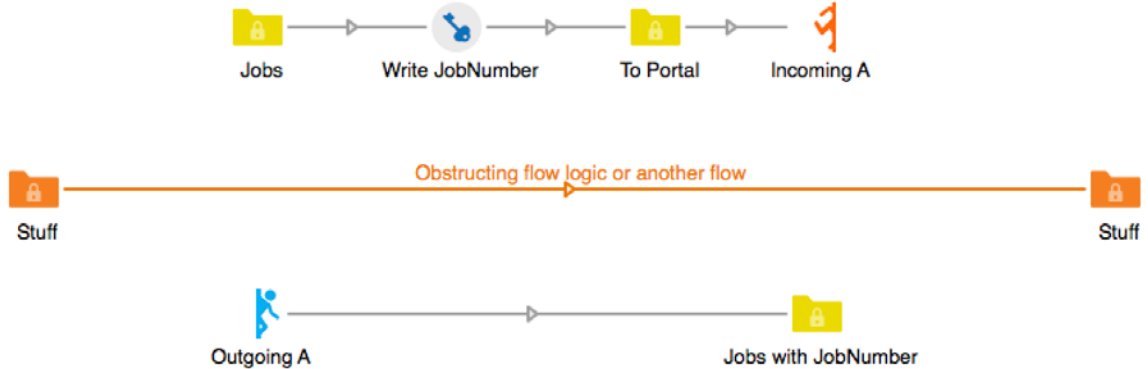 Jobs
Write JobNumber
To Portal
Incoming A
Obstructing flow logic or another flow
Stuff
Stuff
Outgoing A
Jobs with JobNumber